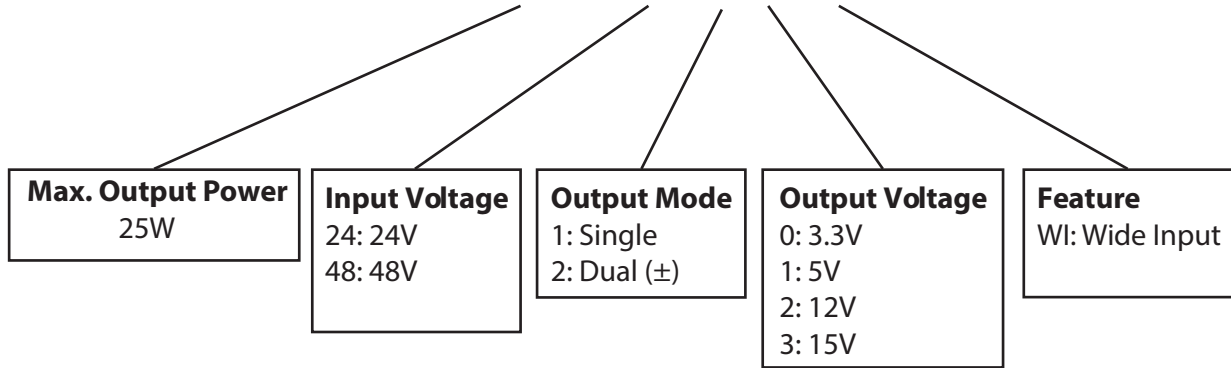 Max. Output Power
25W
Input Voltage
24: 24V
48: 48V
Output Mode
1: Single
2: Dual (±)
Output Voltage
0: 3.3V
1: 5V
2: 12V
3: 15V
Feature
WI: Wide Input